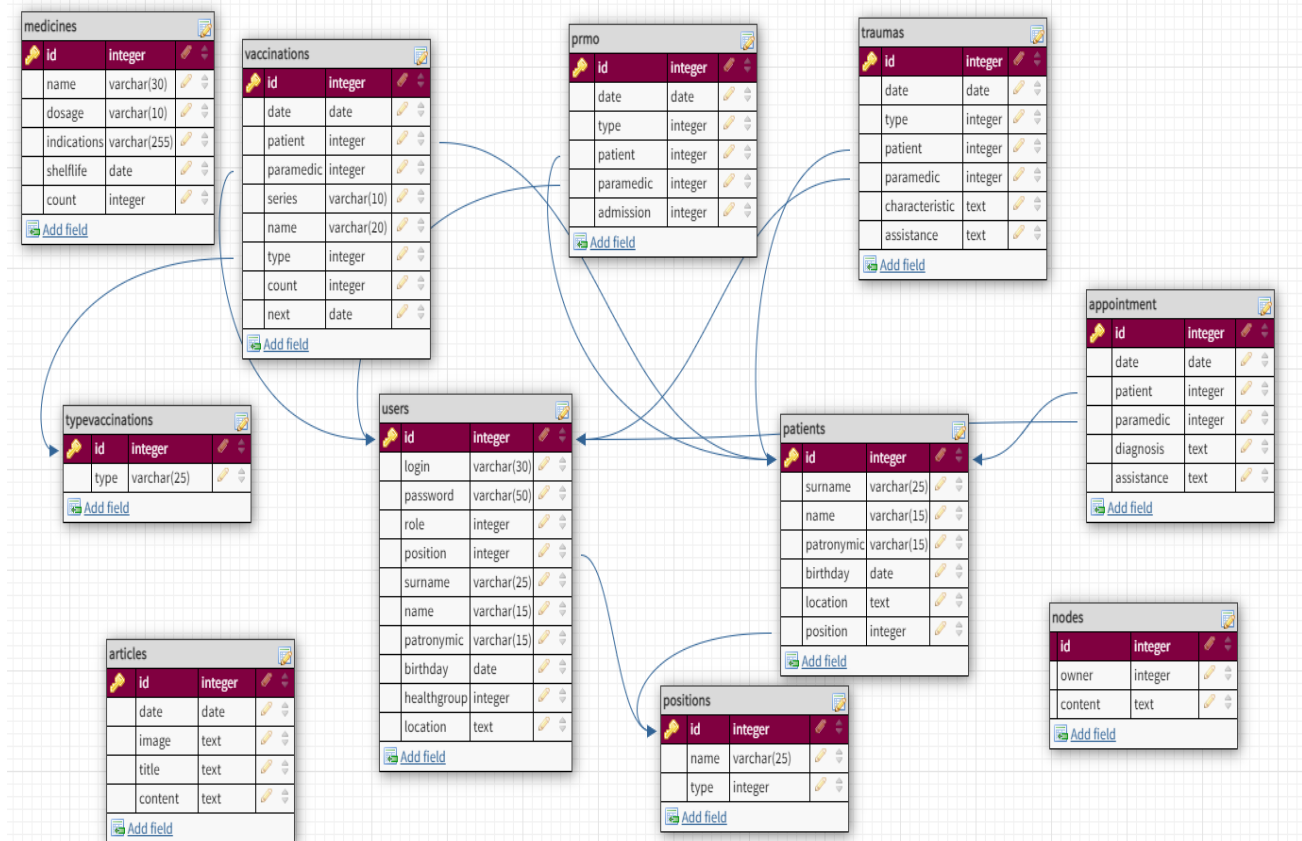 medicines
id integer
name varchar(30)
dosage varchar(10)
indications varchar(255)
shelflife date
count integer
Add field
vaccinations
id integer
date date
patient integer
paramedic integer
series varchar(10)
name varchar(20)
type integer
count integer
next date
Add field
prmo
id integer
date date
type integer
patient integer
paramedic integer
admission integer
Add field
traumas
id integer
date date
type integer
patient integer
paramedic integer
characteristic text
assistance text
Add field
appointment
id integer
date date
patient integer
paramedic integer
diagnosis text
assistance text
Add field
typevaccinations
id integer
type varchar(25)
Add field
users
id integer
login varchar(30)
password varchar(50)
role integer
position integer
surname varchar(25)
name varchar(15)
patronymic varchar(15)
birthday date
healthgroup integer
location text
Add field
patients
id integer
surname varchar(25)
name varchar(15)
patronymic varchar(15)
birthday date
location text
position integer
Add field
nodes
id integer
owner integer
content text
Add field
articles
id integer
date date
image text
title text
content text
Add field
positions
id integer
name varchar(25)
type integer
Add field